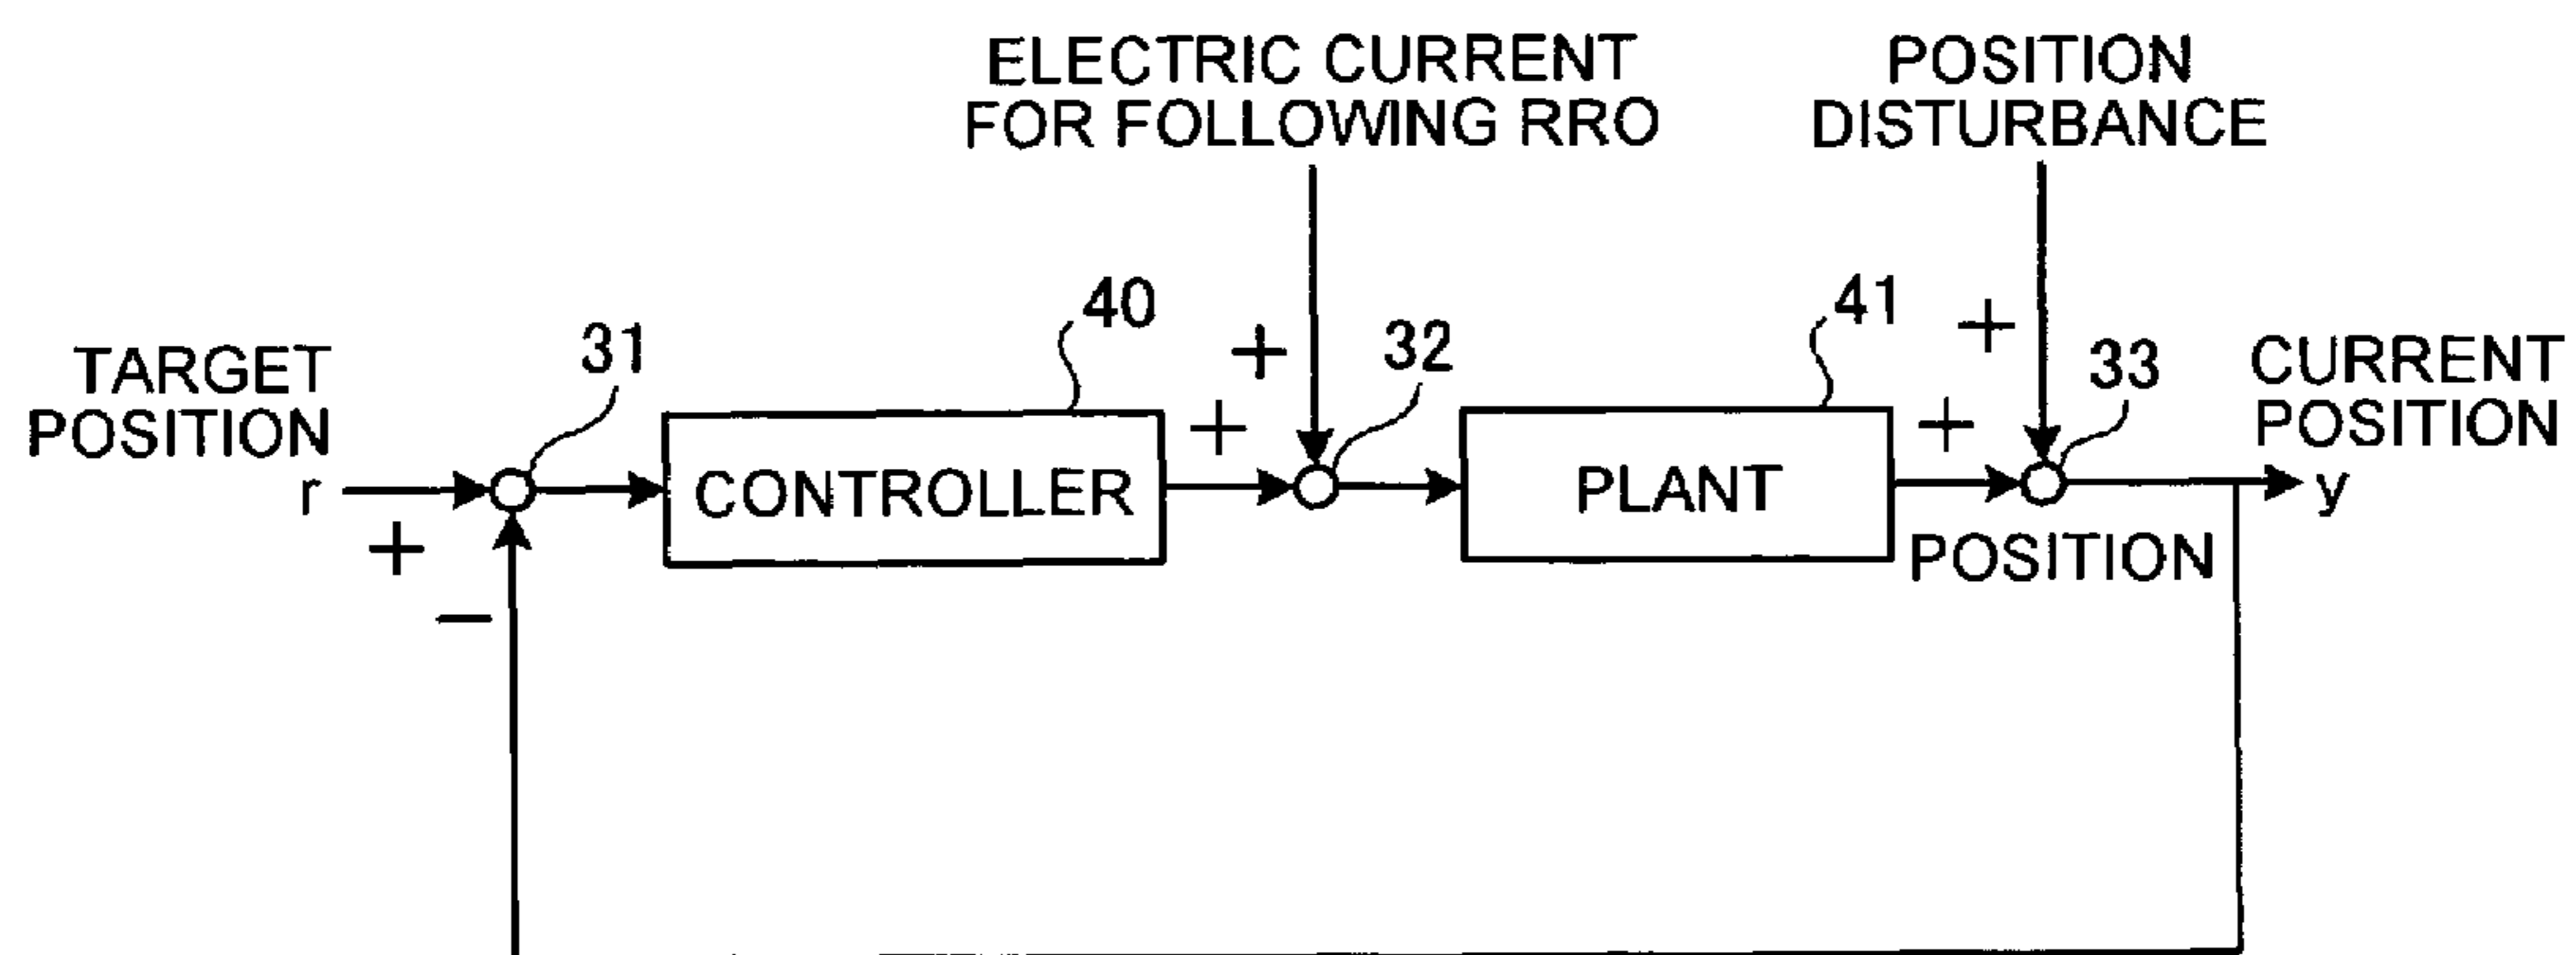 ELECTRIC CURRENT
FOR FOLLOWING RRO
POSITION
DISTURBANCE
TARGET
POSITION
r
+
−
31
40
CONTROLLER
+
+
32
41
PLANT
+
+
33
POSITION
CURRENT
POSITION
y